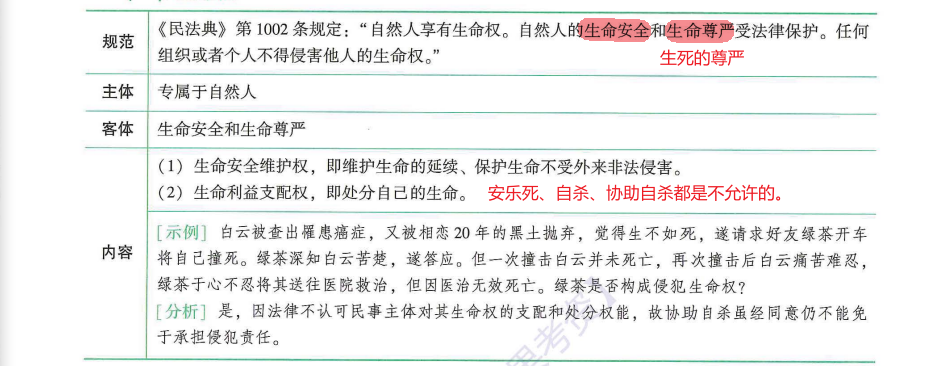 规范
《民法典》第 1002 条规定：“自然人享有生命权。自然人的生命安全和生命尊严受法律保护。任何
组织或者个人不得侵害他人的生命权。”
生死的尊严
主体
专属于自然人
客体
生命安全和生命尊严
内容
（1）生命安全维护权，即维护生命的延续、保护生命不受外来非法侵害。
（2）生命利益支配权，即处分自己的生命。 安乐死、自杀、协助自杀都是不允许的。
［示例］白云被查出罹患癌症，又被相恋 20 年的黑土抛弃，觉得生不如死，遂请求好友绿茶开车
将自己撞死。绿茶深知白云苦楚，遂答应。但一次撞击白云并未死亡，再次撞击后白云痛苦难忍，
绿茶于心不忍将其送往医院救治，但因医治无效死亡。绿茶是否构成侵犯生命权？
［分析］是，因法律不认可民事主体对其生命权的支配和处分权能，故协助自杀虽经同意仍不能免
于承担侵犯责任。
思考资